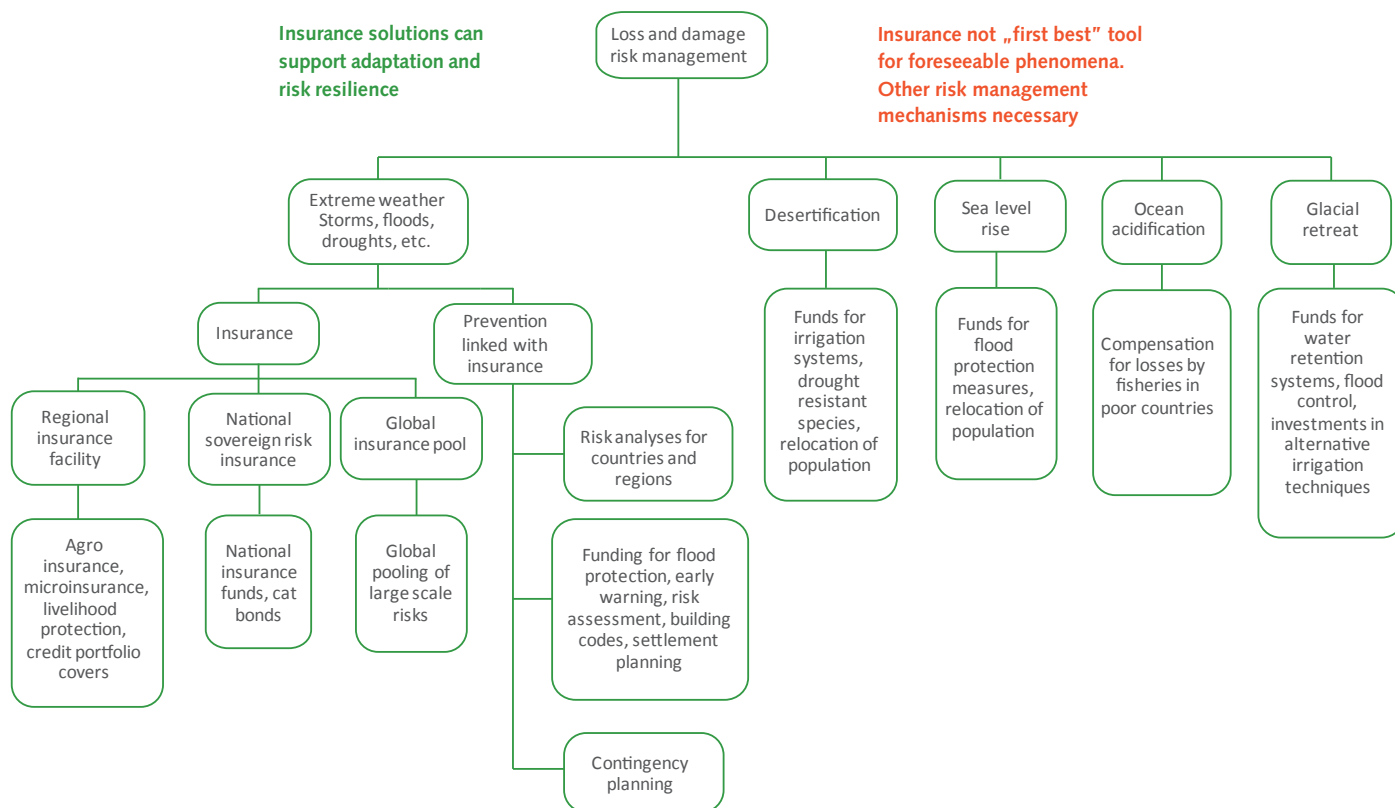 Insurance solutions can
support adaptation and
risk resilience
Loss and damage
risk management
Insurance not „first best” tool
for foreseeable phenomena.
Other risk management
mechanisms necessary
Extreme weather
Storms, floods,
droughts, etc.
Desertification
Sea level
rise
Ocean
acidification
Glacial
retreat
Insurance
Prevention
linked with
insurance
Funds for
irrigation
systems,
drought
resistant
species,
relocation of
population
Funds for
flood
protection
measures,
relocation of
population
Compensation
for losses by
fisheries in
poor countries
Funds for
water
retention
systems, flood
control,
investments in
alternative
irrigation
techniques
Regional
insurance
facility
National
sovereign risk
insurance
Global
insurance pool
Risk analyses for
countries and
regions
Agro
insurance,
microinsurance,
livelihood
protection,
credit portfolio
covers
National
insurance
funds, cat
bonds
Global
pooling of
large scale
risks
Funding for flood
protection, early
warning, risk
assessment, building
codes, settlement
planning
Contingency
planning